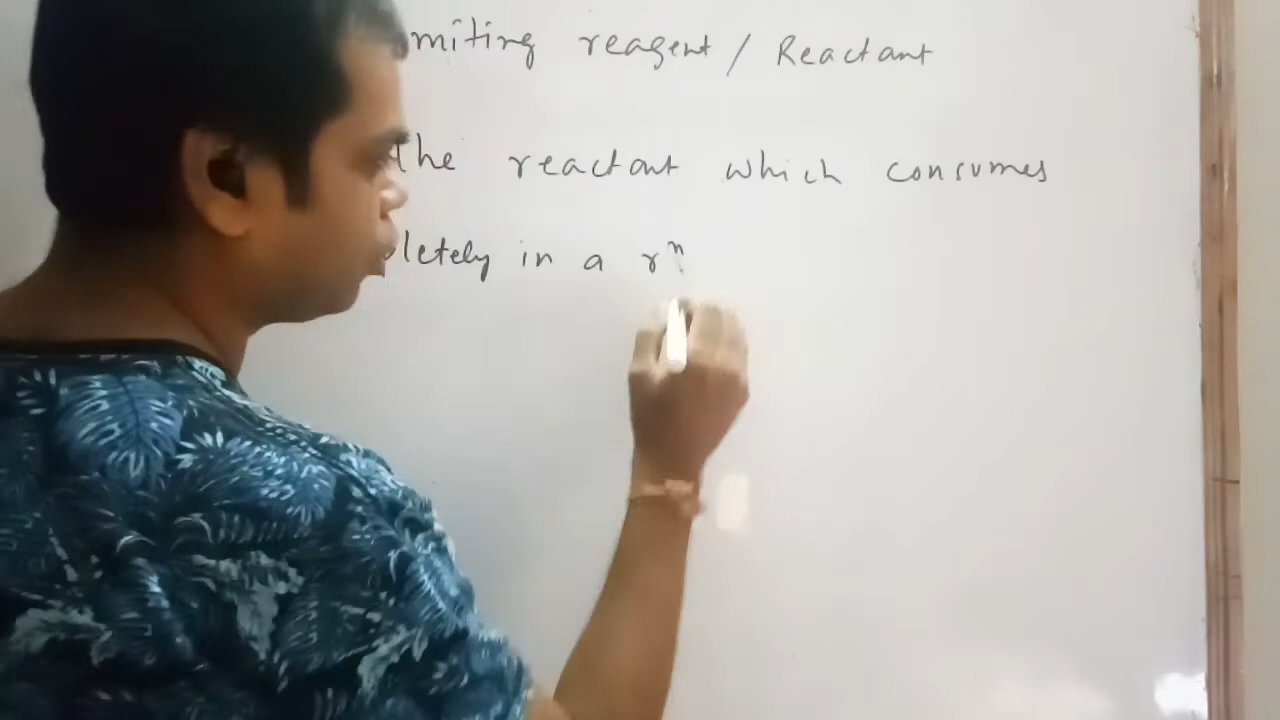 miting reagent / Reactant
the reactant which consumes
letely in a rⁿ